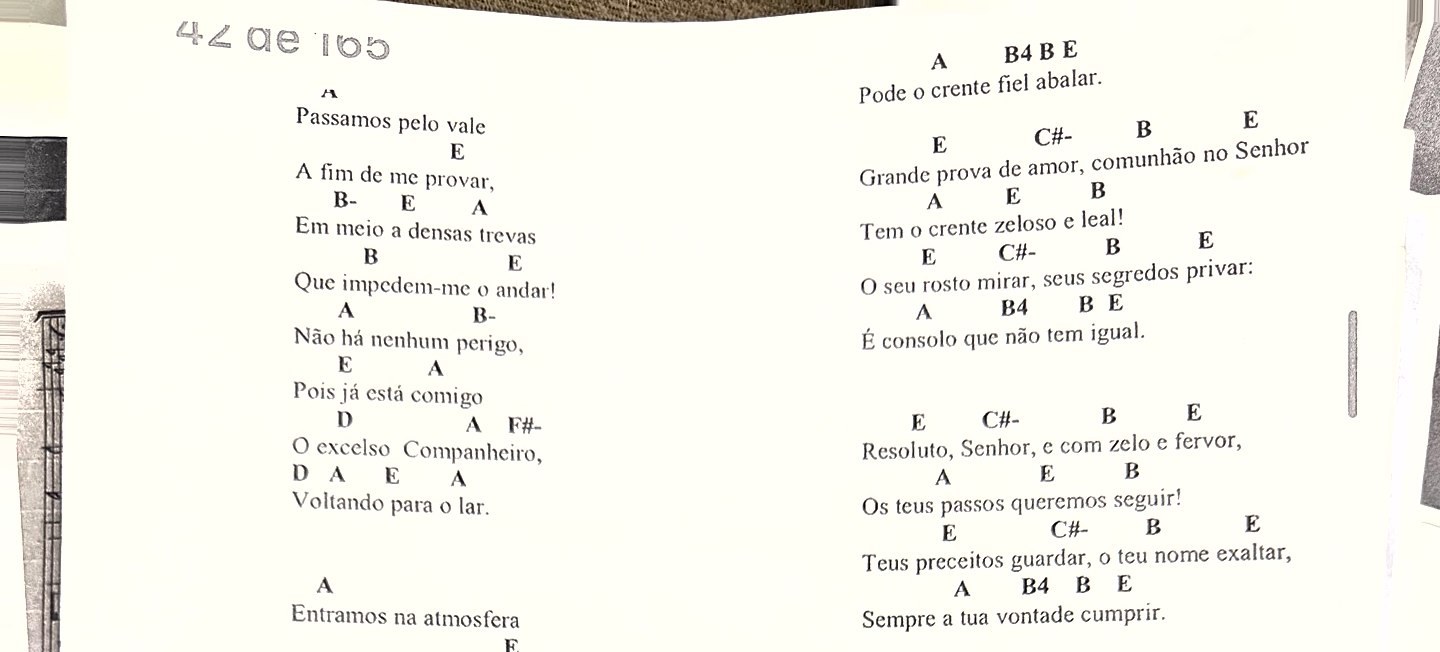 42 de 165
A
Passamos pelo vale
E
A fim de me provar,
B- E A
Em meio a densas trevas
B E
Que impedem-me o andar!
A B-
Não há nenhum perigo,
E A
Pois já está comigo
D A F#-
O excelso Companheiro,
D A E A
Voltando para o lar.
A
Entramos na atmosfera
E
A B4 B E
Pode o crente fiel abalar.
E C#- B E
Grande prova de amor, comunhão no Senhor
A E B
Tem o crente zeloso e leal!
E C#- B E
O seu rosto mirar, seus segredos privar:
A B4 B E
É consolo que não tem igual.
E C#- B E
Resoluto, Senhor, e com zelo e fervor,
A E B
Os teus passos queremos seguir!
E C#- B E
Teus preceitos guardar, o teu nome exaltar,
A B4 B E
Sempre a tua vontade cumprir.